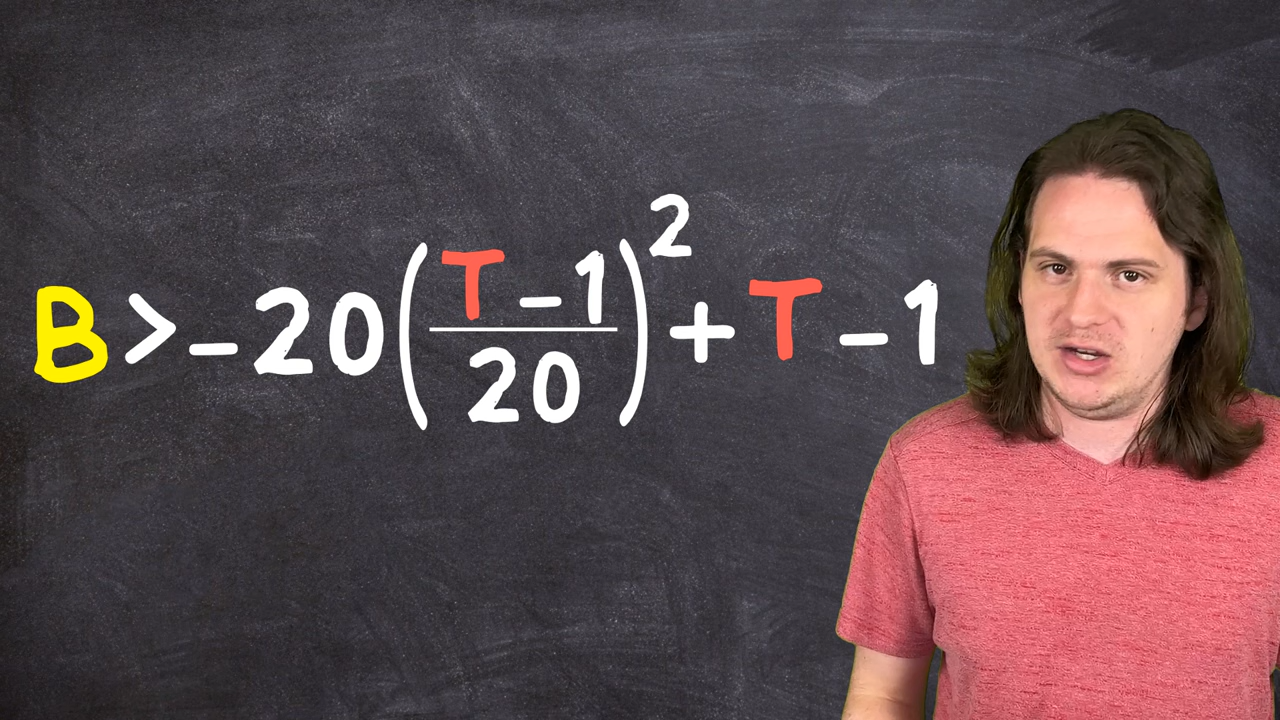 B > -20(T - 1/20)² + T - 1